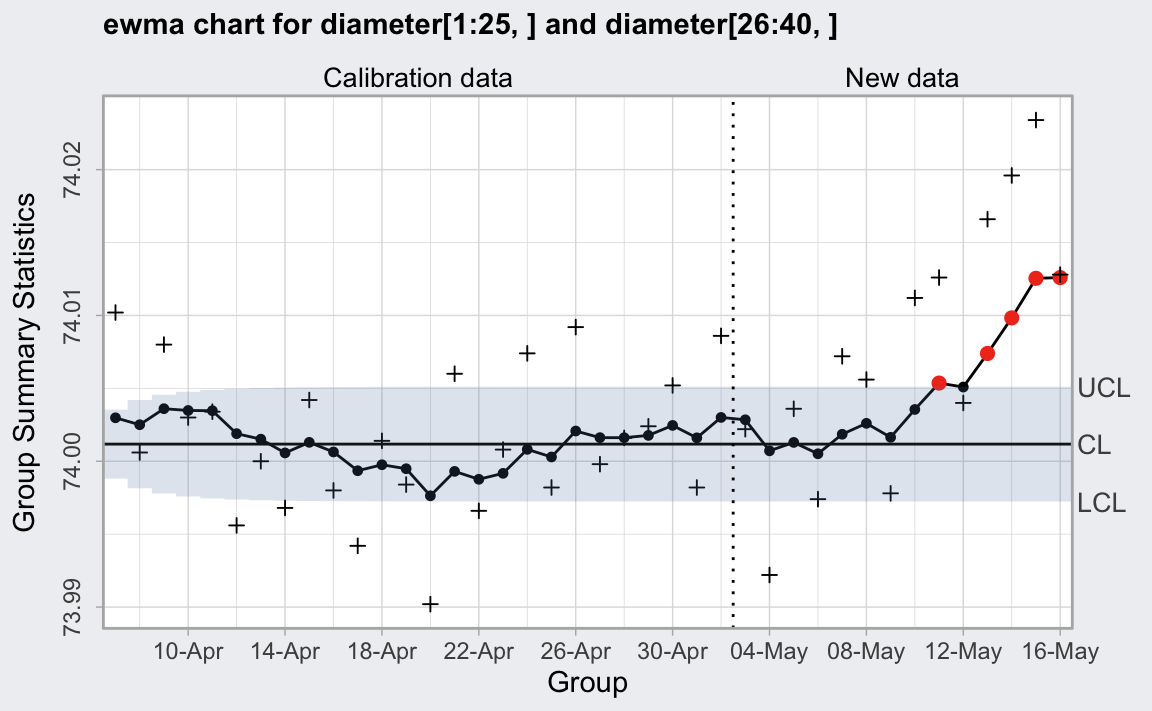 ewma chart for diameter[1:25, ] and diameter[26:40, ]
Calibration data
New data
Group Summary Statistics
74.02
74.01
74.00
73.99
UCL
CL
LCL
10-Apr 14-Apr 18-Apr 22-Apr 26-Apr 30-Apr 04-May 08-May 12-May 16-May
Group